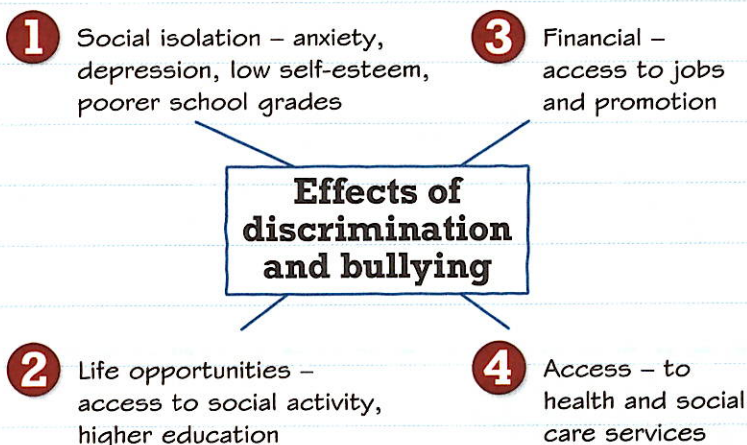 1 Social isolation – anxiety,
depression, low self-esteem,
poorer school grades
3 Financial –
access to jobs
and promotion
Effects of
discrimination
and bullying
2 Life opportunities –
access to social activity,
higher education
4 Access – to
health and social
care services